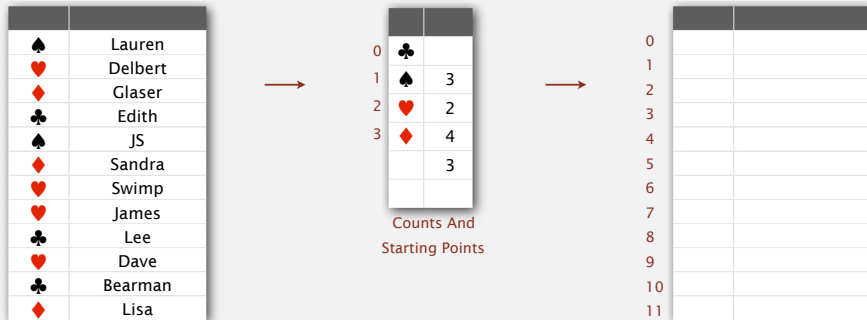 ♠ Lauren
♥ Delbert
♦ Glaser
♣ Edith
♠ JS
♦ Sandra
♥ Swimp
♥ James
♣ Lee
♥ Dave
♣ Bearman
♦ Lisa
0 ♣
1 ♠ 3
2 ♥ 2
3 ♦ 4
3
Counts And
Starting Points
0
1
2
3
4
5
6
7
8
9
10
11